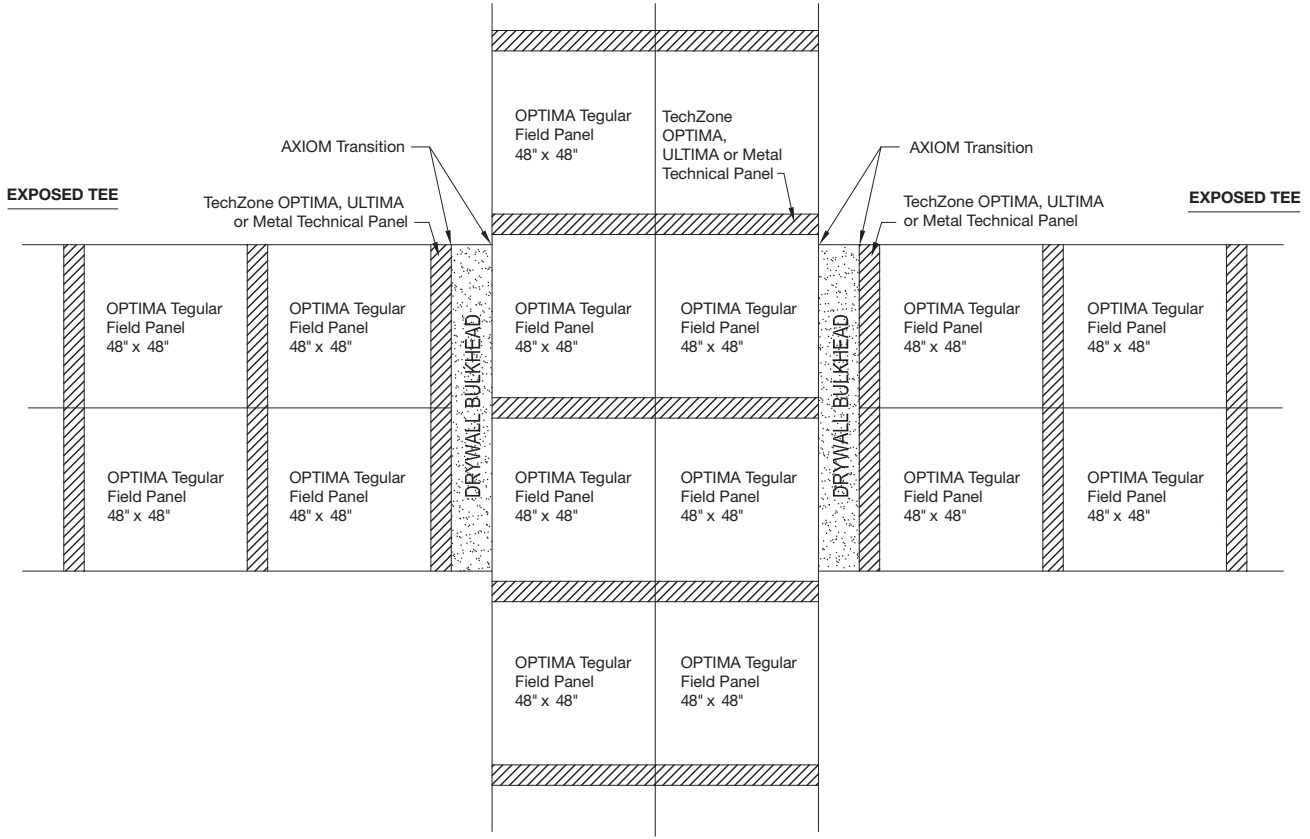 OPTIMA Tegular
Field Panel
48" x 48"
TechZone
OPTIMA,
ULTIMA or Metal
Technical Panel
AXIOM Transition
AXIOM Transition
EXPOSED TEE
TechZone OPTIMA, ULTIMA
or Metal Technical Panel
TechZone OPTIMA, ULTIMA
or Metal Technical Panel
EXPOSED TEE
OPTIMA Tegular
Field Panel
48" x 48"
OPTIMA Tegular
Field Panel
48" x 48"
DRYWALL BULKHEAD
OPTIMA Tegular
Field Panel
48" x 48"
OPTIMA Tegular
Field Panel
48" x 48"
DRYWALL BULKHEAD
OPTIMA Tegular
Field Panel
48" x 48"
OPTIMA Tegular
Field Panel
48" x 48"
OPTIMA Tegular
Field Panel
48" x 48"
OPTIMA Tegular
Field Panel
48" x 48"
OPTIMA Tegular
Field Panel
48" x 48"
OPTIMA Tegular
Field Panel
48" x 48"
OPTIMA Tegular
Field Panel
48" x 48"
OPTIMA Tegular
Field Panel
48" x 48"
OPTIMA Tegular
Field Panel
48" x 48"
OPTIMA Tegular
Field Panel
48" x 48"